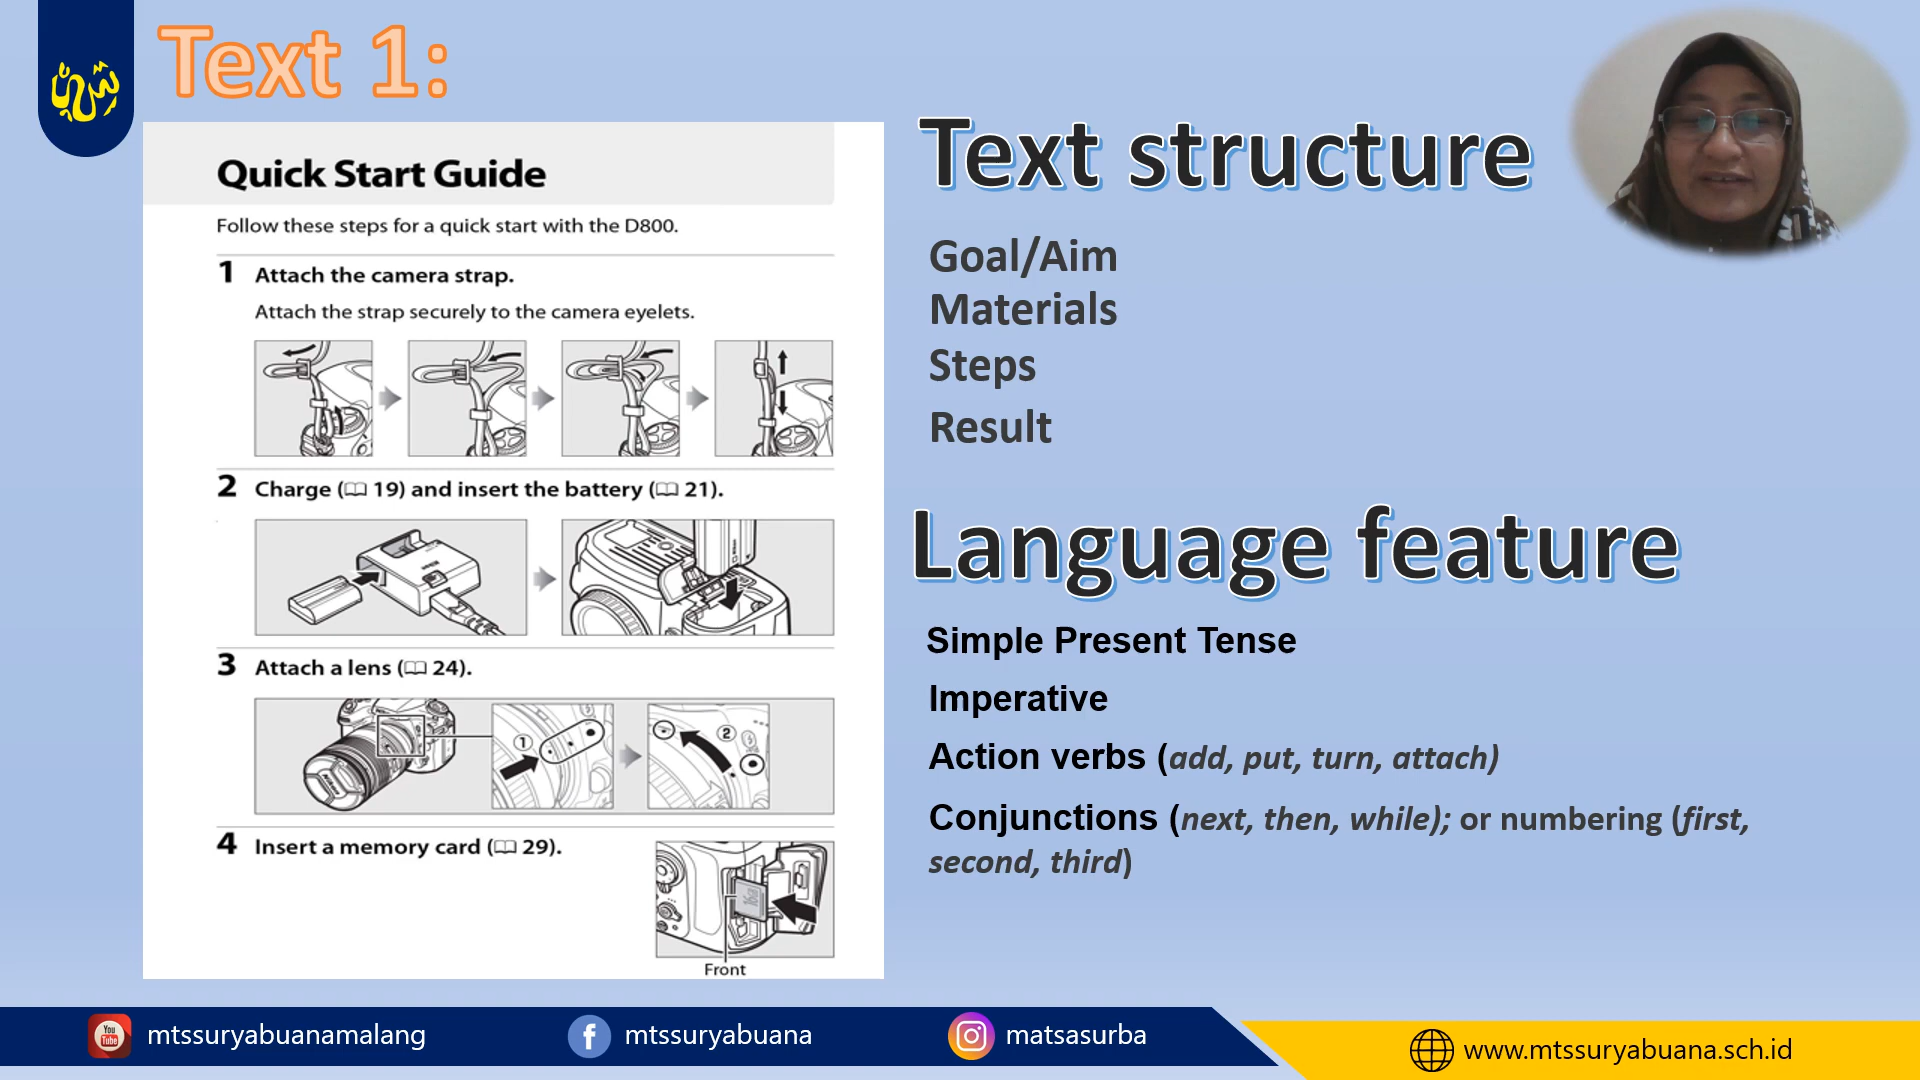 Text 1:
Quick Start Guide
Follow these steps for a quick start with the D800.
1 Attach the camera strap.
Attach the strap securely to the camera eyelets.
2 Charge (19) and insert the battery (21).
3 Attach a lens (24).
1
2
4 Insert a memory card (29).
Front
Text structure
Goal/Aim
Materials
Steps
Result
Language feature
Simple Present Tense
Imperative
Action verbs (add, put, turn, attach)
Conjunctions (next, then, while); or numbering (first,
second, third)
You
Tube
mtssuryabuanamalang
mtssuryabuana
matsasurba
www.mtssuryabuana.sch.id